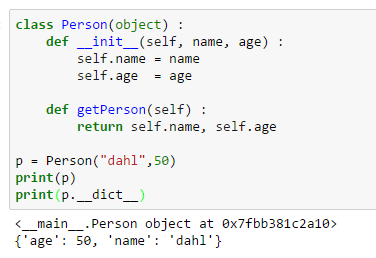 class Person(object) :
    def __init__(self, name, age) :
        self.name = name
        self.age  = age
    def getPerson(self) :
        return self.name, self.age
p = Person("dahl",50)
print(p)
print(p.__dict__)
<__main__.Person object at 0x7fbb381c2a10>
{'age': 50, 'name': 'dahl'}